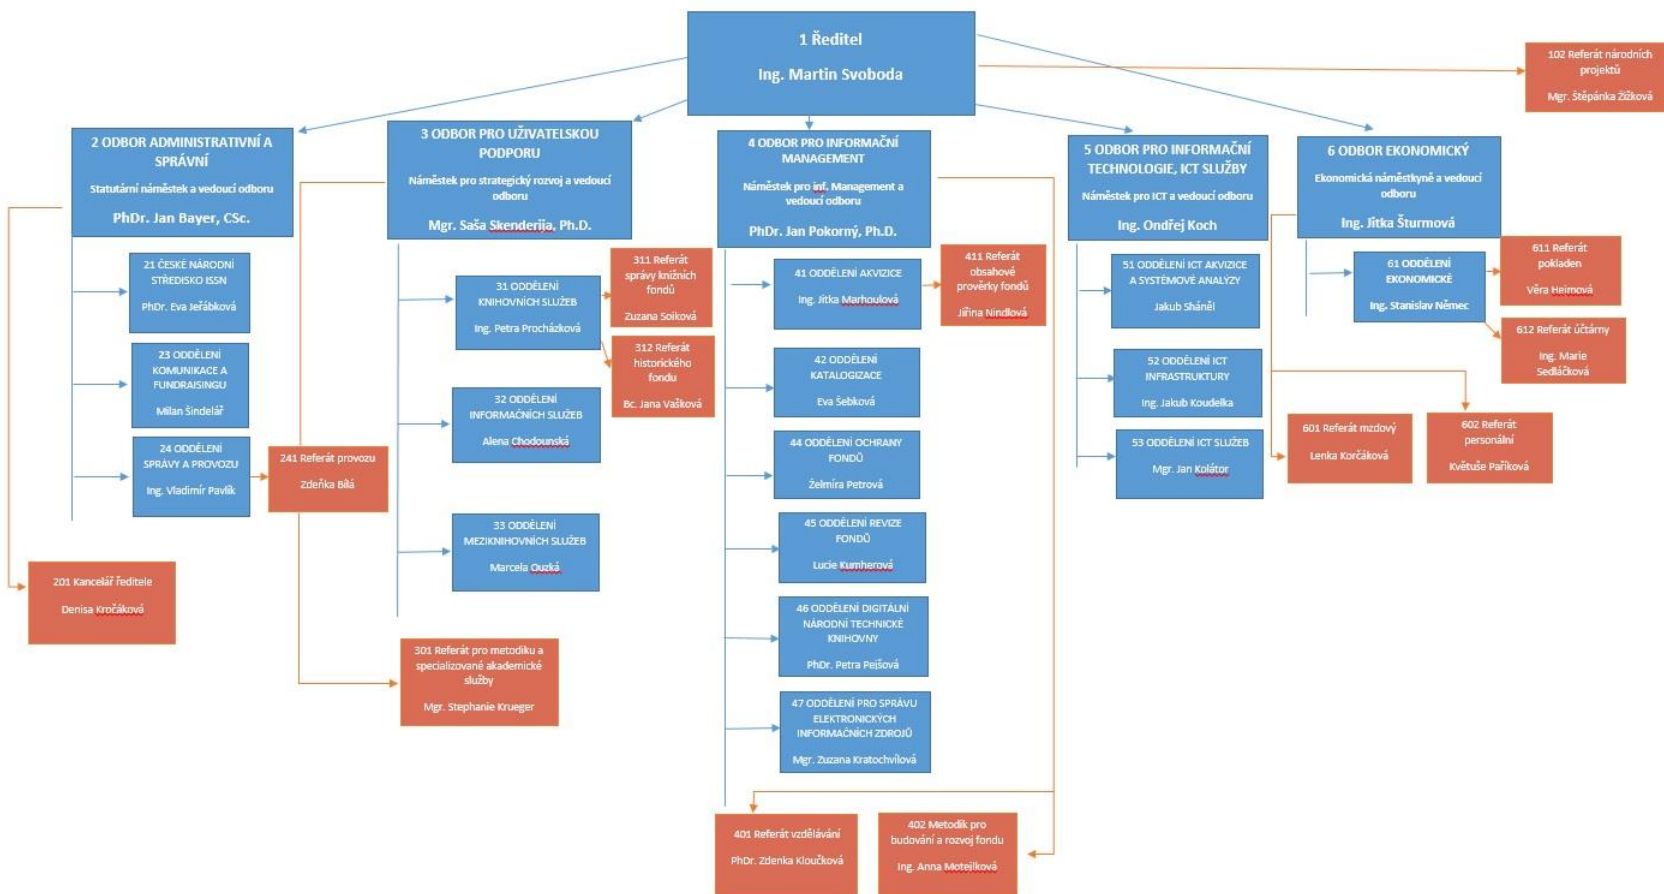 1 Ředitel
Ing. Martin Svoboda
102 Referát národních
projektů
Mgr. Štěpánka Žížková
2 ODBOR ADMINISTRATIVNÍ A
SPRÁVNÍ
Statutární náměstek a vedoucí odboru
PhDr. Jan Bayer, CSc.
3 ODBOR PRO UŽIVATELSKOU
PODPORU
Náměstek pro strategický rozvoj a vedoucí
odboru
Mgr. Saša Skenderija, Ph.D.
4 ODBOR PRO INFORMAČNÍ
MANAGEMENT
Náměstek pro inf. Management a
vedoucí odboru
PhDr. Jan Pokorný, Ph.D.
5 ODBOR PRO INFORMAČNÍ
TECHNOLOGIE, ICT SLUŽBY
Náměstek pro ICT a vedoucí odboru
Ing. Ondřej Koch
6 ODBOR EKONOMICKÝ
Ekonomická náměstkyně a vedoucí
odboru
Ing. Jitka Šturmová
21 ČESKÉ NÁRODNÍ
STŘEDISKO ISSN
PhDr. Eva Jeřábková
23 ODDĚLENÍ
KOMUNIKACE A
FUNDRAISINGU
Milan Šindelář
24 ODDĚLENÍ
SPRÁVY A PROVOZU
Ing. Vladimír Pavlík
241 Referát provozu
Zdeňka Bílá
201 Kancelář ředitele
Denisa Kročáková
31 ODDĚLENÍ
KNIHOVNÍCH SLUŽEB
Ing. Petra Procházková
311 Referát
správy knižních
fondů
Zuzana Soiková
312 Referát
historického
fondu
Bc. Jana Vašková
32 ODDĚLENÍ
INFORMAČNÍCH SLUŽEB
Alena Chodounská
33 ODDĚLENÍ
MEZIKNIHOVNÍCH SLUŽEB
Marcela Ouzká
301 Referát pro metodiku a
specializované akademické
služby
Mgr. Stephanie Krueger
41 ODDĚLENÍ AKVIZICE
Ing. Jitka Marhoulová
411 Referát
obsahové
prověrky fondů
Jiřina Nindlová
42 ODDĚLENÍ
KATALOGIZACE
Eva Šebková
44 ODDĚLENÍ OCHRANY
FONDŮ
Želmíra Petrová
45 ODDĚLENÍ REVIZE
FONDŮ
Lucie Kumherová
46 ODDĚLENÍ DIGITÁLNÍ
NÁRODNÍ TECHNICKÉ
KNIHOVNY
PhDr. Petra Pejšová
47 ODDĚLENÍ PRO SPRÁVU
ELEKTRONICKÝCH
INFORMAČNÍCH ZDROJŮ
Mgr. Zuzana Kratochvílová
401 Referát vzdělávání
PhDr. Zdenka Kloučková
402 Metodik pro
budování a rozvoj fondu
Ing. Anna Motejlková
51 ODDĚLENÍ ICT AKVIZICE
A SYSTÉMOVÉ ANALÝZY
Jakub Sháněl
52 ODDĚLENÍ ICT
INFRASTRUKTURY
Ing. Jakub Koudelka
53 ODDĚLENÍ ICT SLUŽEB
Mgr. Jan Kolátor
61 ODDĚLENÍ
EKONOMICKÉ
Ing. Stanislav Němec
611 Referát
pokladen
Věra Heimová
612 Referát účtárny
Ing. Marie
Sedláčková
601 Referát mzdový
Lenka Korčáková
602 Referát
personální
Květuše Paříková